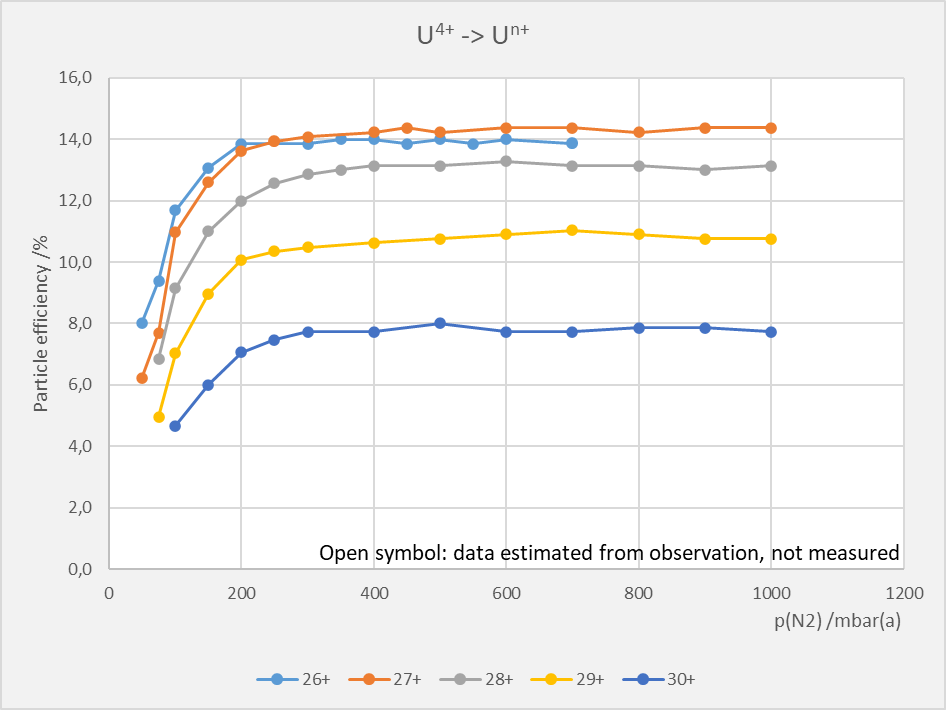 U⁴⁺ -> Uⁿ⁺
16,0
14,0
12,0
10,0
8,0
6,0
4,0
2,0
0,0
Particle efficiency /%
Open symbol: data estimated from observation, not measured
0 200 400 600 800 1000 1200
p(N2) /mbar(a)
26+ 27+ 28+ 29+ 30+